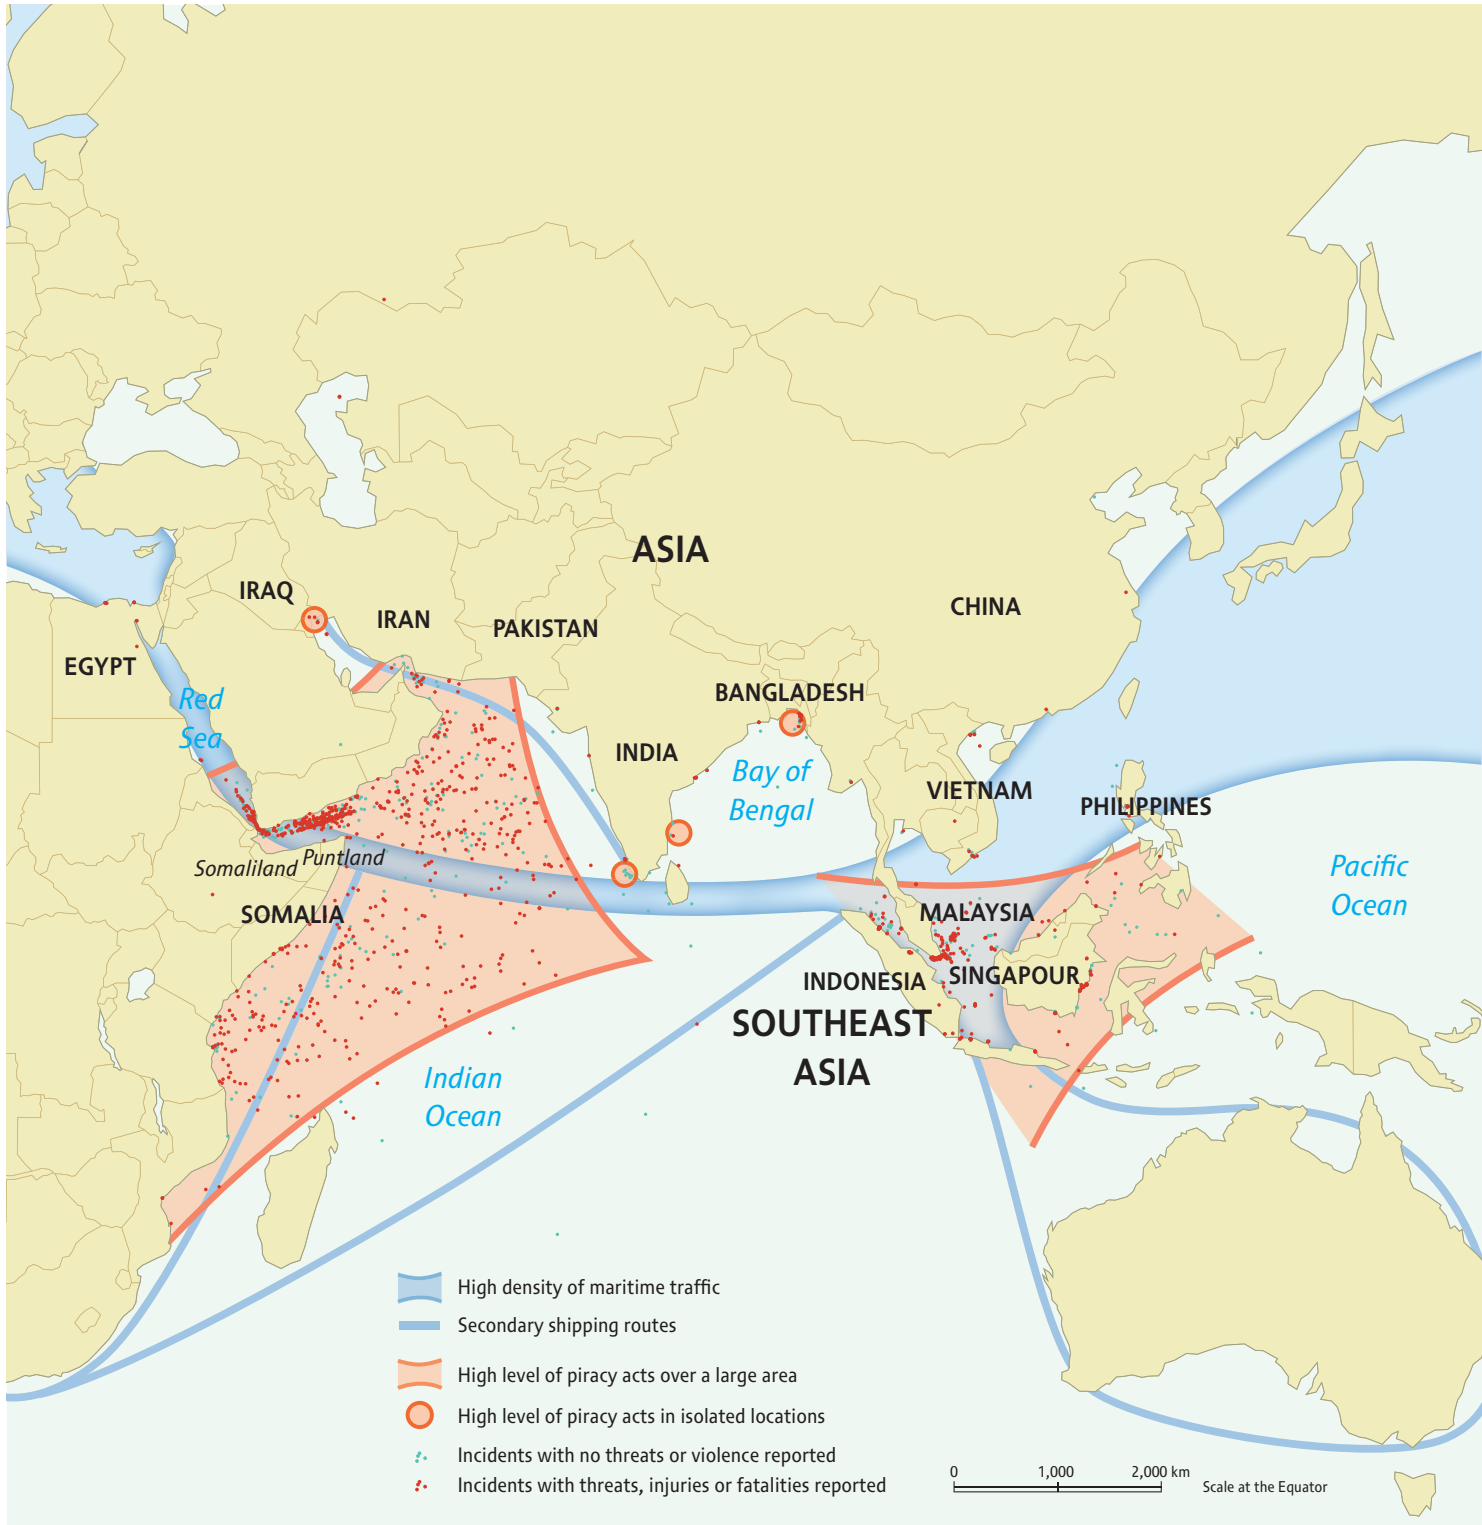 ASIA
IRAQ
IRAN
CHINA
PAKISTAN
EGYPT
BANGLADESH
Red
Sea
INDIA
Bay of
Bengal
VIETNAM
PHILIPPINES
Puntland
Somaliland
Pacific
Ocean
SOMALIA
MALAYSIA
INDONESIA
SINGAPOUR
SOUTHEAST
ASIA
Indian
Ocean
High density of maritime traffic
Secondary shipping routes
High level of piracy acts over a large area
High level of piracy acts in isolated locations
Incidents with no threats or violence reported
Incidents with threats, injuries or fatalities reported
0 1,000 2,000 km
Scale at the Equator